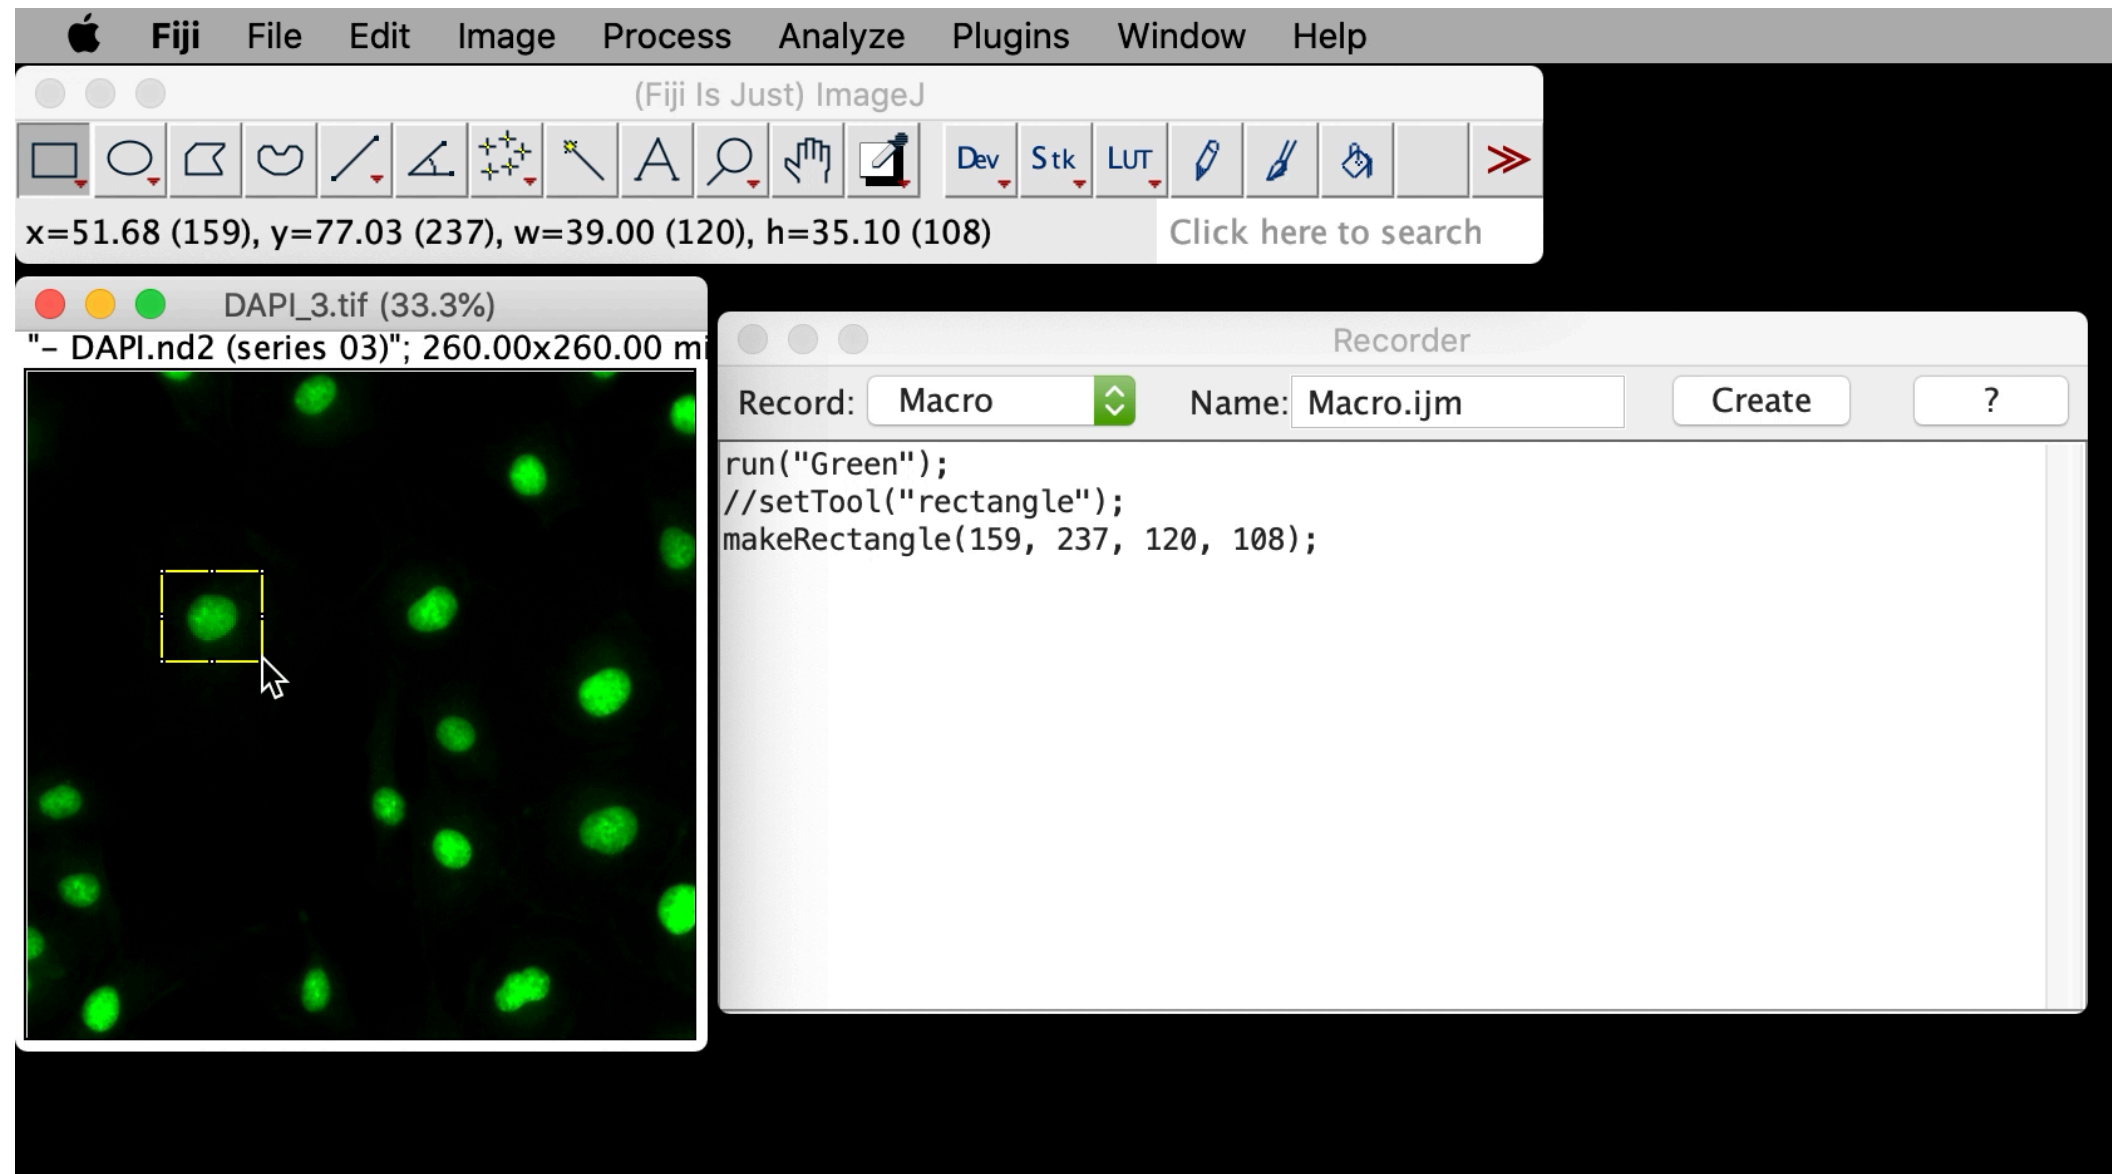 Fiji File Edit Image Process Analyze Plugins Window Help
(Fiji Is Just) ImageJ
A Dev Stk LUT
x=51.68 (159), y=77.03 (237), w=39.00 (120), h=35.10 (108)
Click here to search
DAPI_3.tif (33.3%)
"– DAPI.nd2 (series 03)"; 260.00x260.00 mi
Recorder
Record: Macro Name: Macro.ijm Create ?
run("Green");
//setTool("rectangle");
makeRectangle(159, 237, 120, 108);